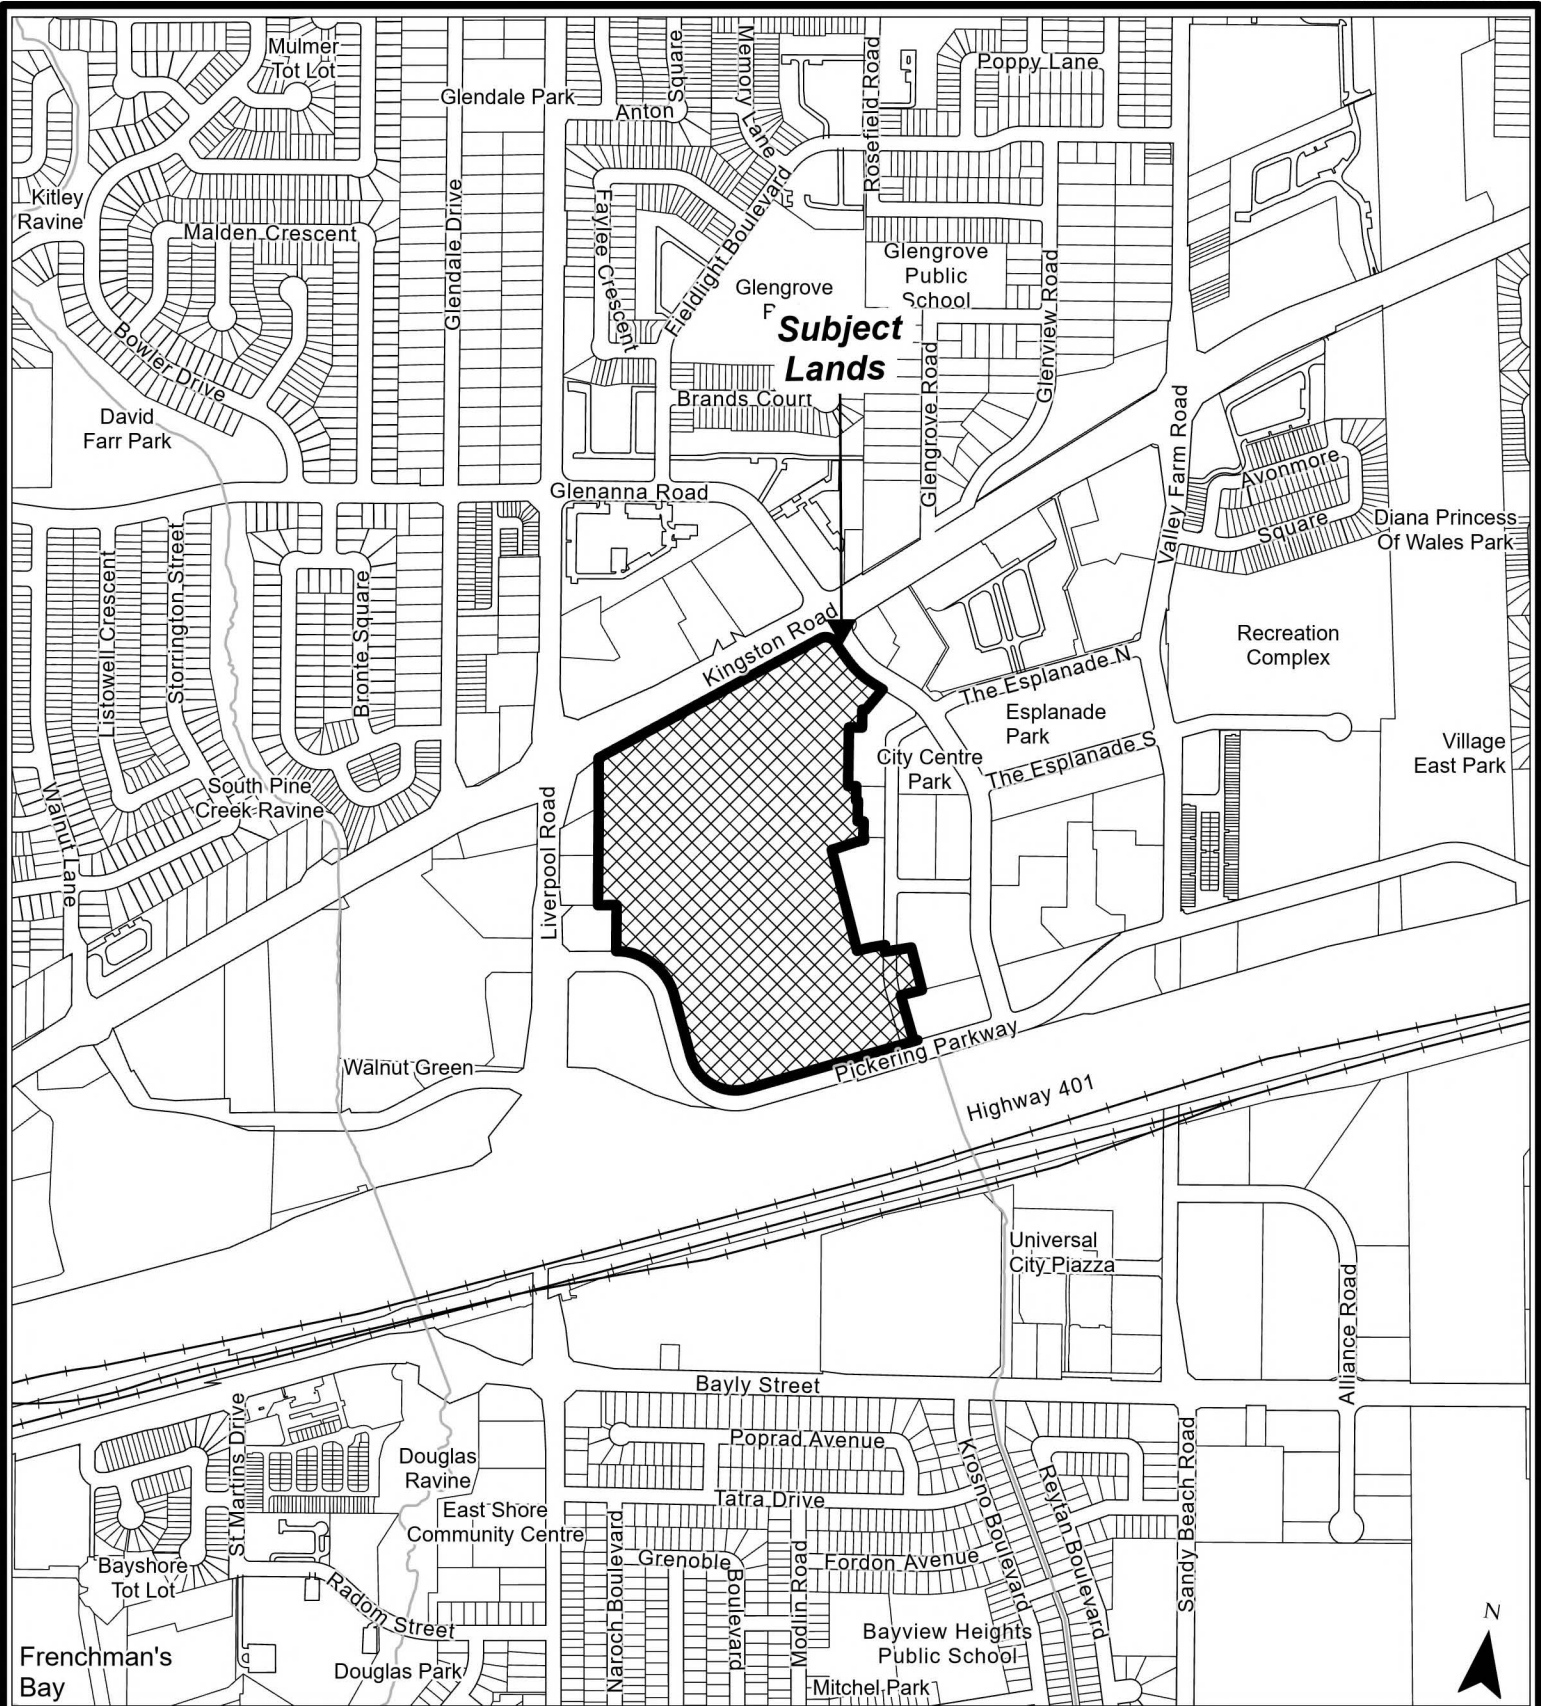 Mulmer
Tot Lot
Glendale Park
Anton
Square
Memory Lane
Rosefield Road
Poppy Lane
Kitley
Ravine
Malden Crescent
Glendale Drive
Faylee Crescent
Fieldlight Boulevard
Glengrove
P
Glengrove
Public
School
Subject
Lands
Glenview Road
Glengrove Road
Bowler Drive
David
Farr Park
Brands Court
Valley Farm Road
Avonmore
Square
Glenanna Road
Diana Princess
Of Wales Park
Listowell Crescent
Storrington Street
Bronte Square
Kingston Road
The Esplanade N
Recreation
Complex
Esplanade
Park
The Esplanade S
City Centre
Park
Village
East Park
South Pine
Creek Ravine
Walnut Lane
Liverpool Road
Walnut Green
Pickering Parkway
Highway 401
Universal
City Piazza
Alliance Road
Bayly Street
St Martins Drive
Poprad Avenue
Douglas
Ravine
Krosno Boulevard
Reytan Boulevard
Sandy Beach Road
Tatra Drive
East Shore
Community Centre
Bayshore
Tot Lot
Naroch Boulevard
Grenoble
Boulevard
Modlin Road
Fordon Avenue
Radom Street
Bayview Heights
Public School
Frenchman's
Bay
Douglas Park
Mitchel Park
N